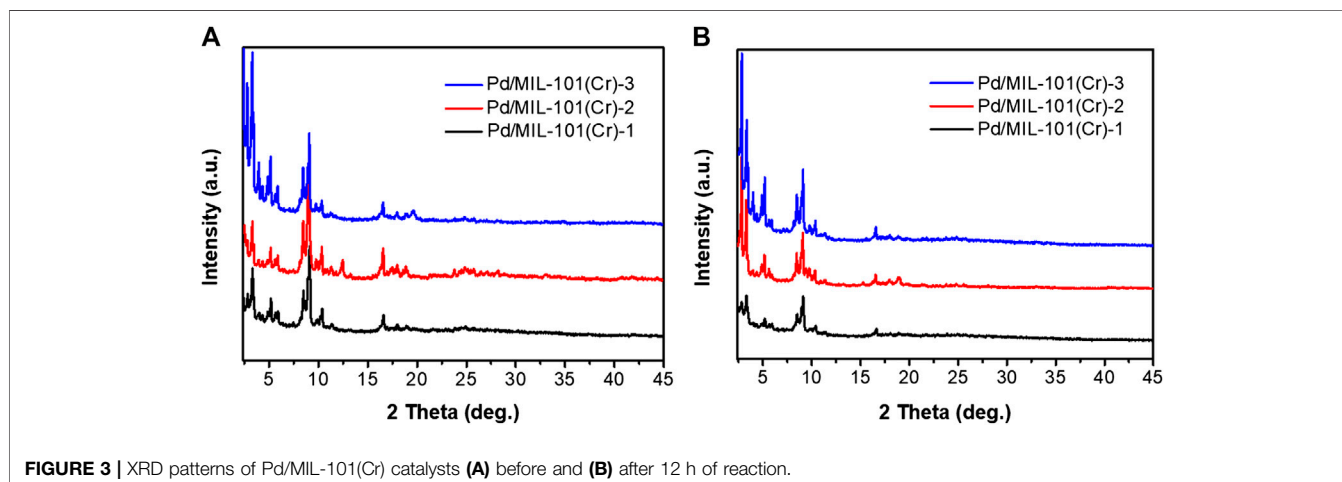 A
Pd/MIL-101(Cr)-3
Pd/MIL-101(Cr)-2
Pd/MIL-101(Cr)-1
Intensity (a.u.)
5 10 15 20 25 30 35 40 45
2 Theta (deg.)
B
Pd/MIL-101(Cr)-3
Pd/MIL-101(Cr)-2
Pd/MIL-101(Cr)-1
Intensity (a.u.)
5 10 15 20 25 30 35 40 45
2 Theta (deg.)
FIGURE 3 | XRD patterns of Pd/MIL-101(Cr) catalysts (A) before and (B) after 12 h of reaction.